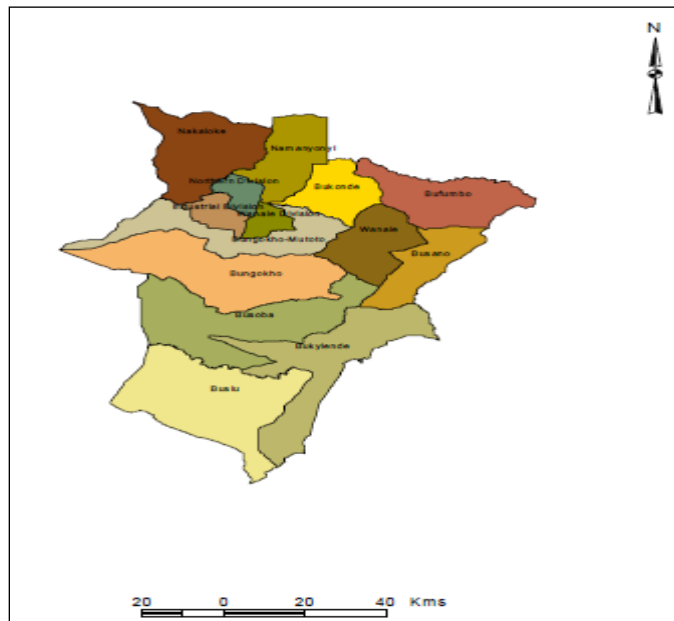 N
Nakaloke
Namanyonyi
Northern Division
Bukonde
Bufumbo
Industrial Division
Wanale Division
Wanale
Bungokho-Mutoto
Busano
Bungokho
Busoba
Bukyiende
Busiu
20 0 20 40 Kms